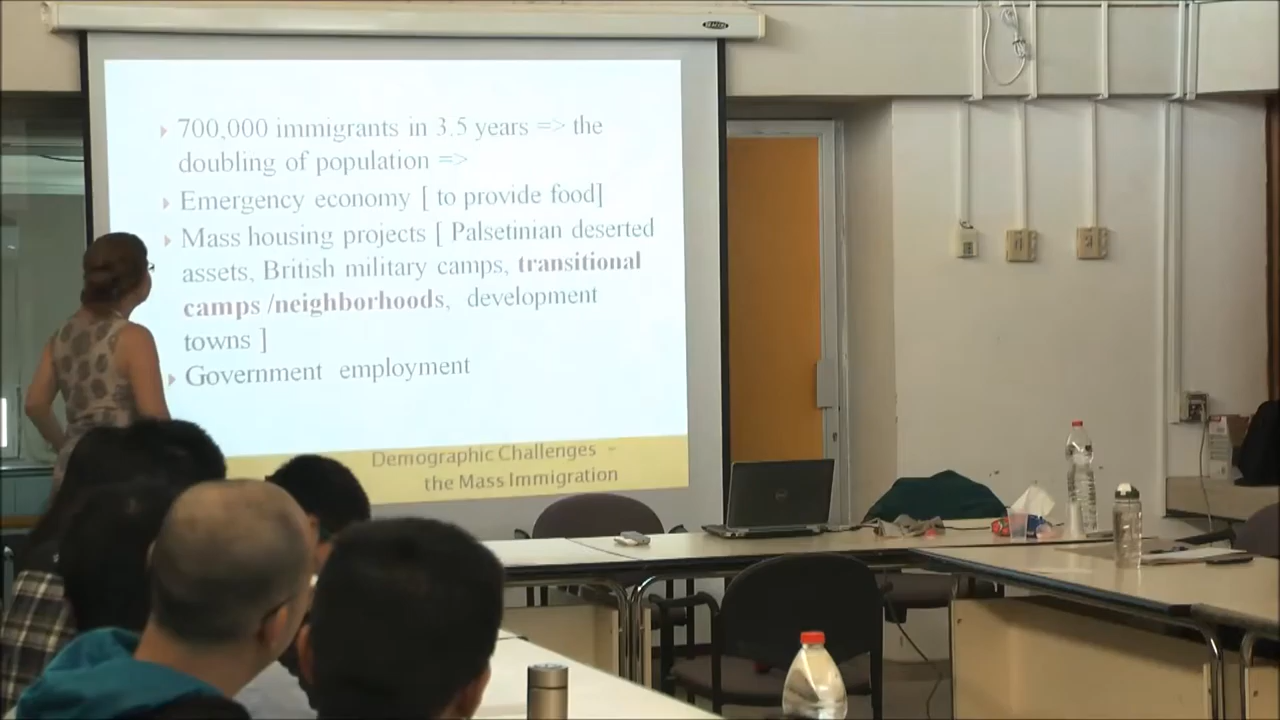 700,000 immigrants in 3.5 years => the
doubling of population =>
Emergency economy [ to provide food]
Mass housing projects [ Palsetinian deserted
assets, British military camps, transitional
camps /neighborhoods, development
towns ]
Government employment
Demographic Challenges –
the Mass Immigration